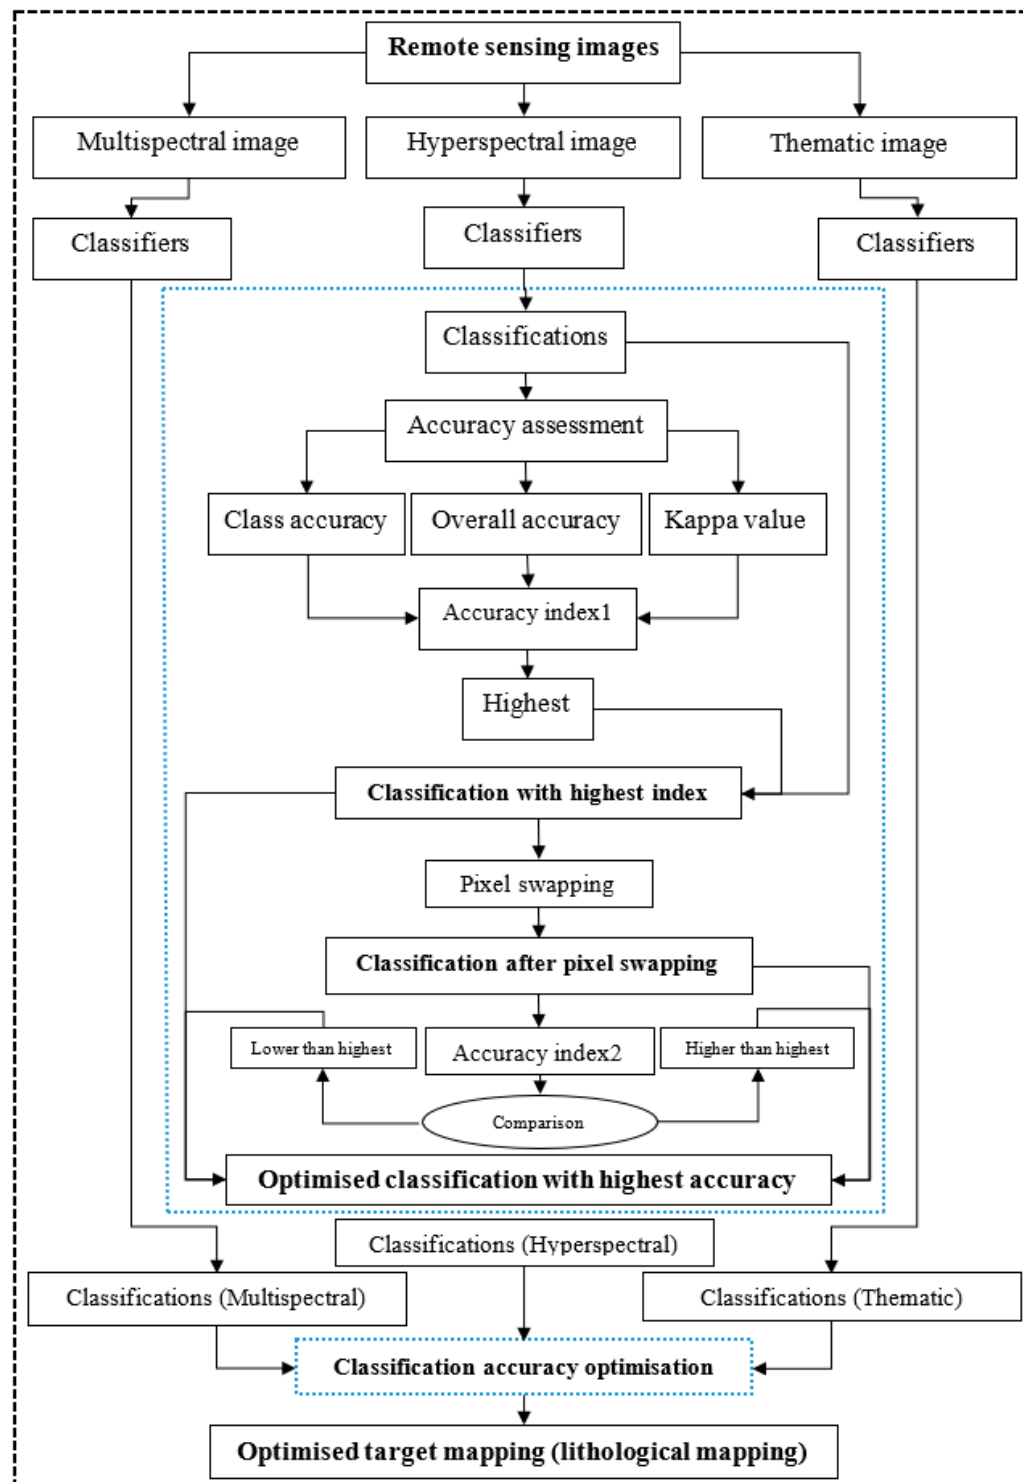 Remote sensing images
Multispectral image
Hyperspectral image
Thematic image
Classifiers
Classifiers
Classifiers
Classifications
Accuracy assessment
Class accuracy
Overall accuracy
Kappa value
Accuracy index1
Highest
Classification with highest index
Pixel swapping
Classification after pixel swapping
Lower than highest
Accuracy index2
Higher than highest
Comparison
Optimised classification with highest accuracy
Classifications (Hyperspectral)
Classifications (Multispectral)
Classifications (Thematic)
Classification accuracy optimisation
Optimised target mapping (lithological mapping)